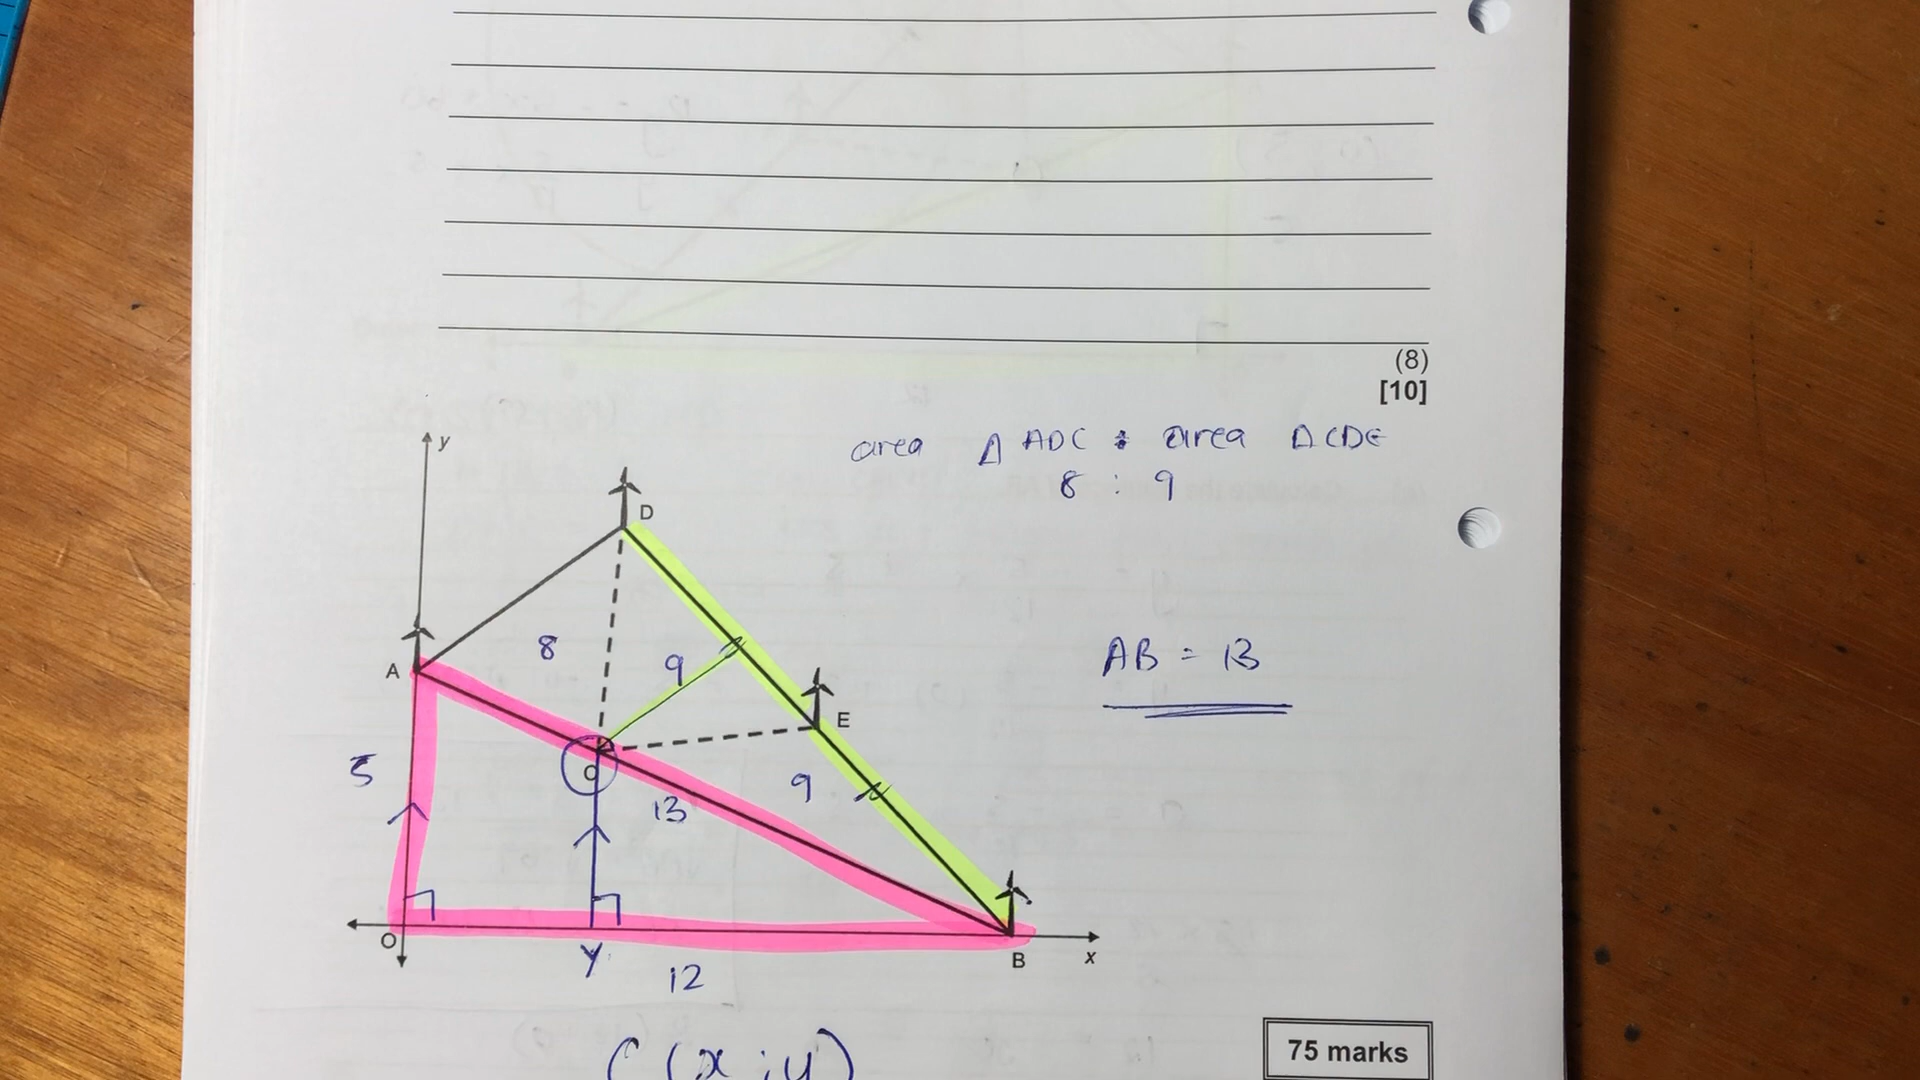 (8)
[10]
area Δ ADC : area Δ CDE
8 : 9
y
D
A
8
9
E
AB = 13
5
C
13
9
O
Y
B
x
12
C (x ; y)
75 marks